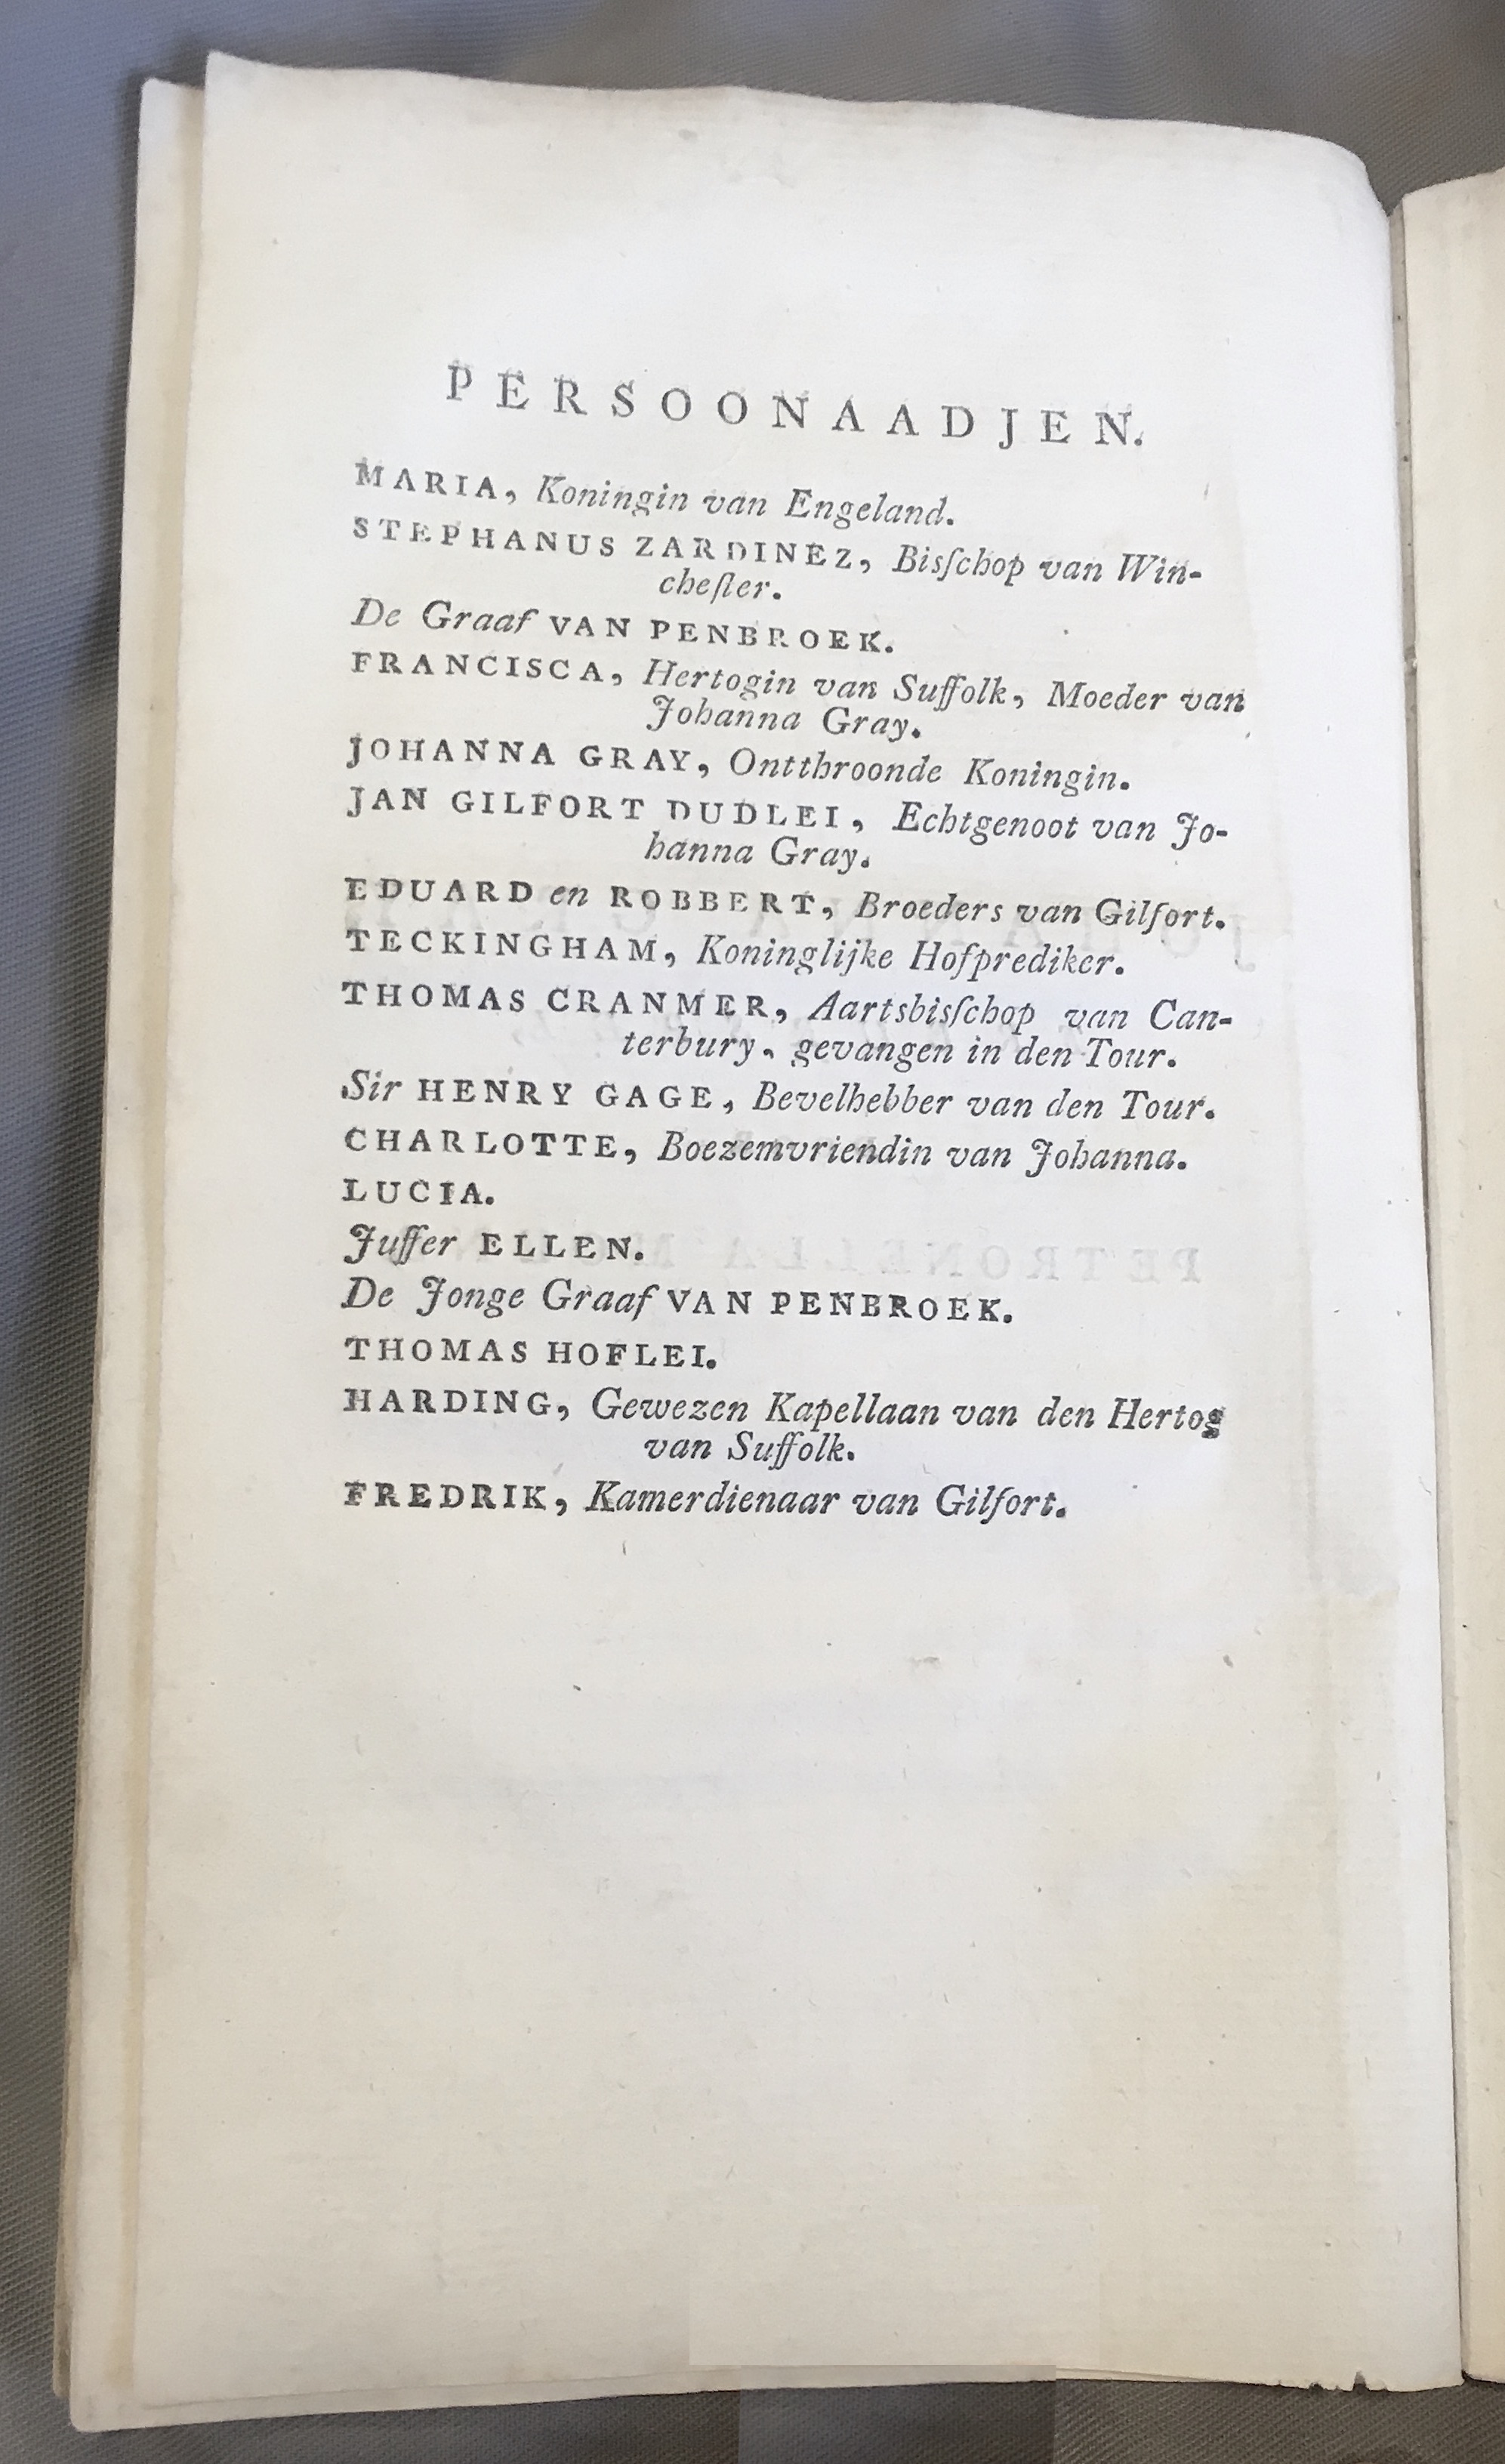 PERSOONAADJEN.
MARIA, Koningin van Engeland.
STEPHANUS ZARDINEZ, Bisſchop van Win-
cheſter.
De Graaf VAN PENBROEK.
FRANCISCA, Hertogin van Suffolk, Moeder van
Johanna Gray.
JOHANNA GRAY, Ontthroonde Koningin.
JAN GILFORT DUDLEI, Echtgenoot van Jo-
hanna Gray.
EDUARD en ROBBERT, Broeders van Gilfort.
TECKINGHAM, Koninglijke Hofprediker.
THOMAS CRANMER, Aartsbisſchop van Can-
terbury, gevangen in den Tour.
Sir HENRY GAGE, Bevelhebber van den Tour.
CHARLOTTE, Boezemvriendin van Johanna.
LUCIA.
Juffer ELLEN.
De Jonge Graaf VAN PENBROEK.
THOMAS HOFLEI.
HARDING, Gewezen Kapellaan van den Hertog
van Suffolk.
FREDRIK, Kamerdienaar van Gilfort.